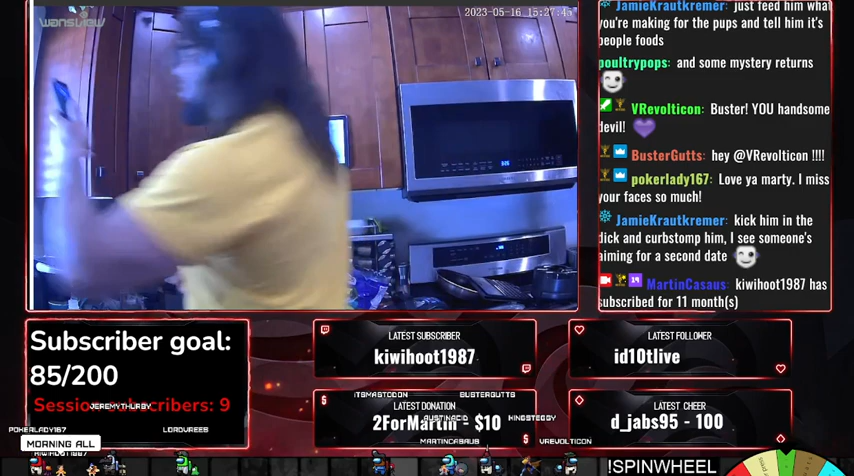 wansview
2023-05-16 15:27:45
JamieKrautkremer: just feed him what
you're making for the pups and tell him it's
people foods
poultrypops: and some mystery returns
VRevolticon: Buster! YOU handsome
devil!
BusterGutts: hey @VRevolticon !!!!
pokerlady167: Love ya marty. I miss
your faces so much!
JamieKrautkremer: kick him in the
dick and curbstomp him, I see someone's
aiming for a second date
MartinCasaus: kiwihoot1987 has
subscribed for 11 month(s)
Subscriber goal:
85/200
Session subscribers: 9
JEREMYTHURBY
POKERLADY167
LORDVREEB
MORNING ALL
KIWIHOOT1987
LATEST SUBSCRIBER
kiwihoot1987
LATEST FOLLOWER
id10tlive
ITSMASTODON
BUSTERGUTTS
LATEST DONATION
2ForMartin - $10
KINGSTEGGY
MARTINCASAUS
VREVOLTICON
LATEST CHEER
d_jabs95 - 100
!SPINWHEEL